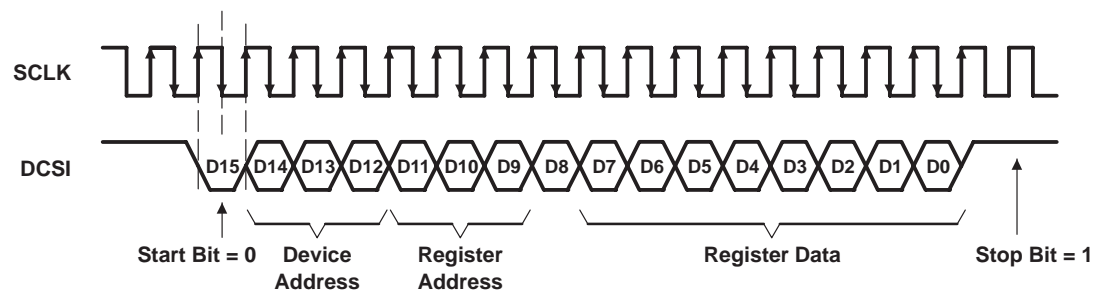 SCLK
DCSI
D15 D14 D13 D12 D11 D10 D9 D8 D7 D6 D5 D4 D3 D2 D1 D0
Start Bit = 0
Device
Address
Register
Address
Register Data
Stop Bit = 1